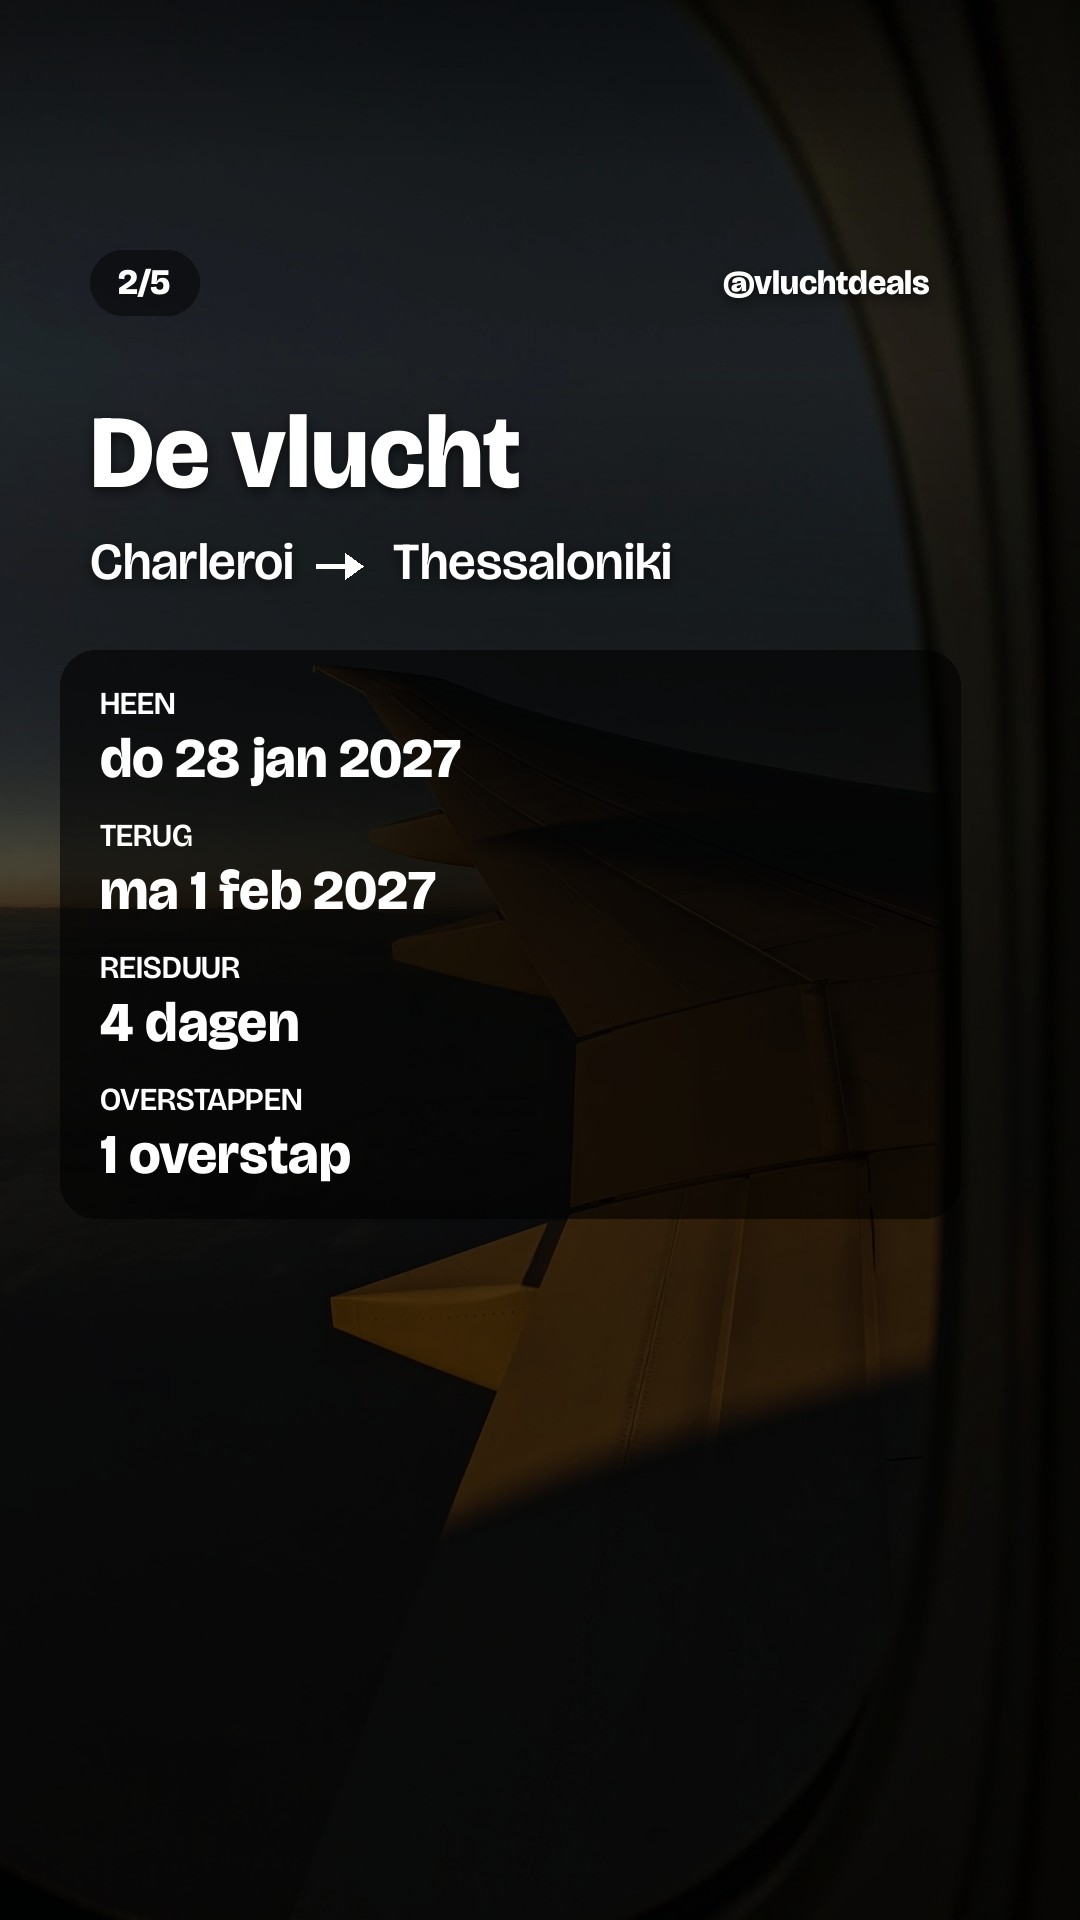 2/5
@vluchtdeals
De vlucht
Charleroi → Thessaloniki
HEEN
do 28 jan 2027
TERUG
ma 1 feb 2027
REISDUUR
4 dagen
OVERSTAPPEN
1 overstap